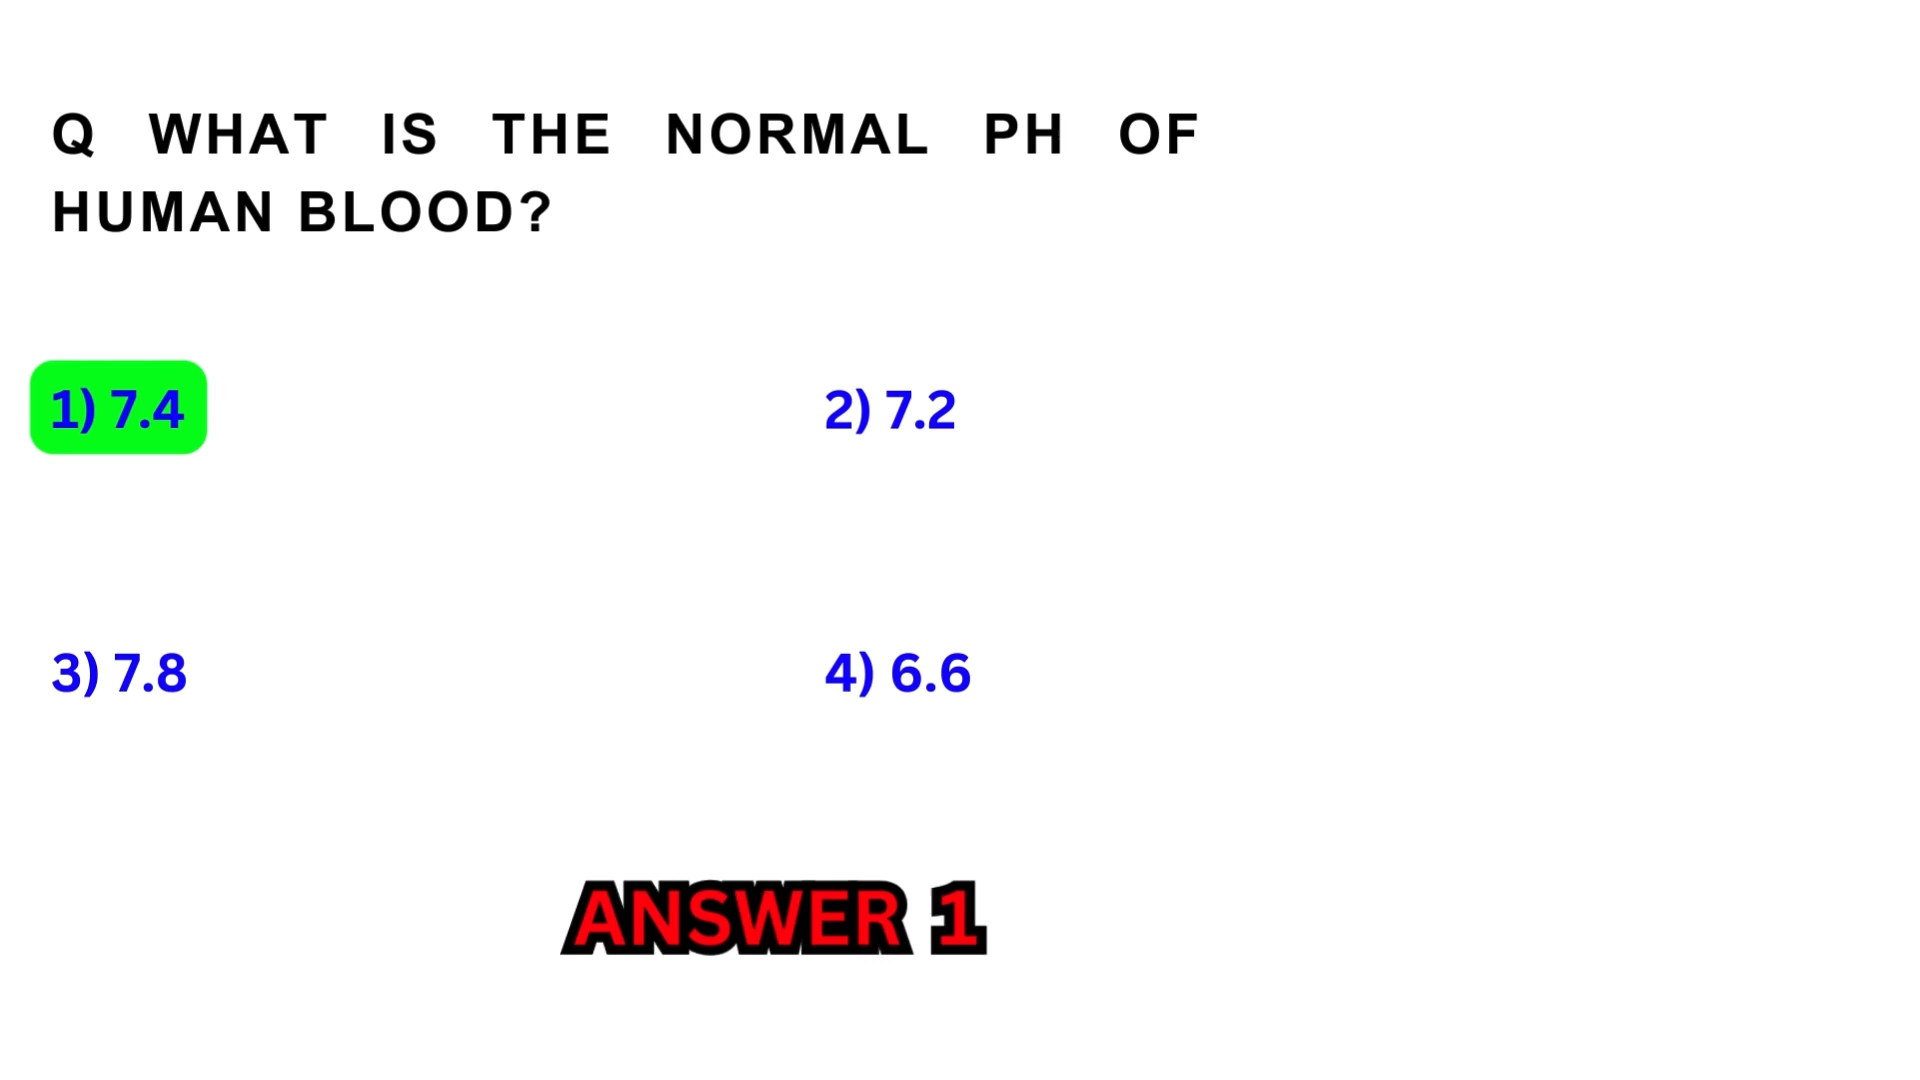 Q WHAT IS THE NORMAL PH OF
HUMAN BLOOD?
1) 7.4
2) 7.2
3) 7.8
4) 6.6
ANSWER 1